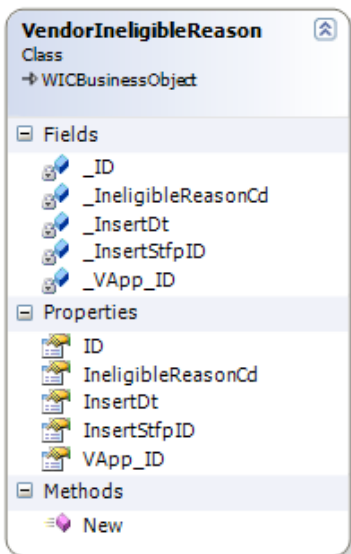 VendorIneligibleReason
Class
WICBusinessObject
Fields
_ID
_IneligibleReasonCd
_InsertDt
_InsertStfpID
_VApp_ID
Properties
ID
IneligibleReasonCd
InsertDt
InsertStfpID
VApp_ID
Methods
New